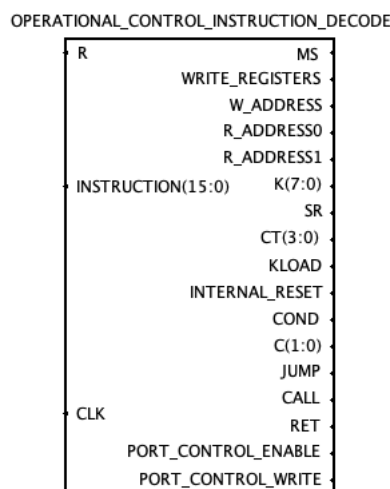 OPERATIONAL_CONTROL_INSTRUCTION_DECODE
R MS
WRITE_REGISTERS
W_ADDRESS
R_ADDRESS0
R_ADDRESS1
INSTRUCTION(15:0) K(7:0)
SR
CT(3:0)
KLOAD
INTERNAL_RESET
COND
C(1:0)
JUMP
CALL
CLK
RET
PORT_CONTROL_ENABLE
PORT_CONTROL_WRITE